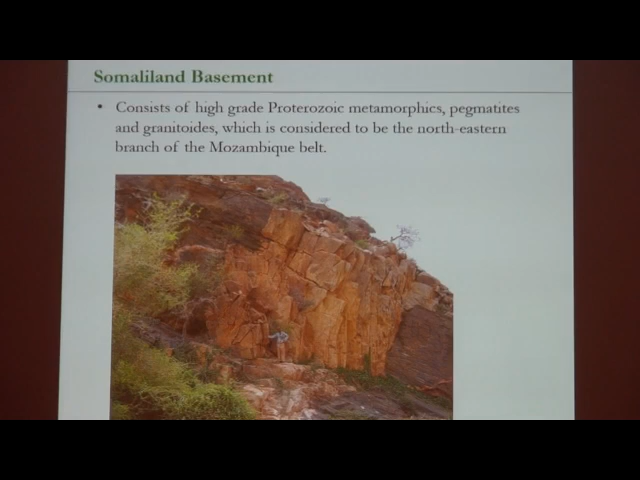 Somaliland Basement
• Consists of high grade Proterozoic metamorphics, pegmatites
and granitoides, which is considered to be the north-eastern
branch of the Mozambique belt.